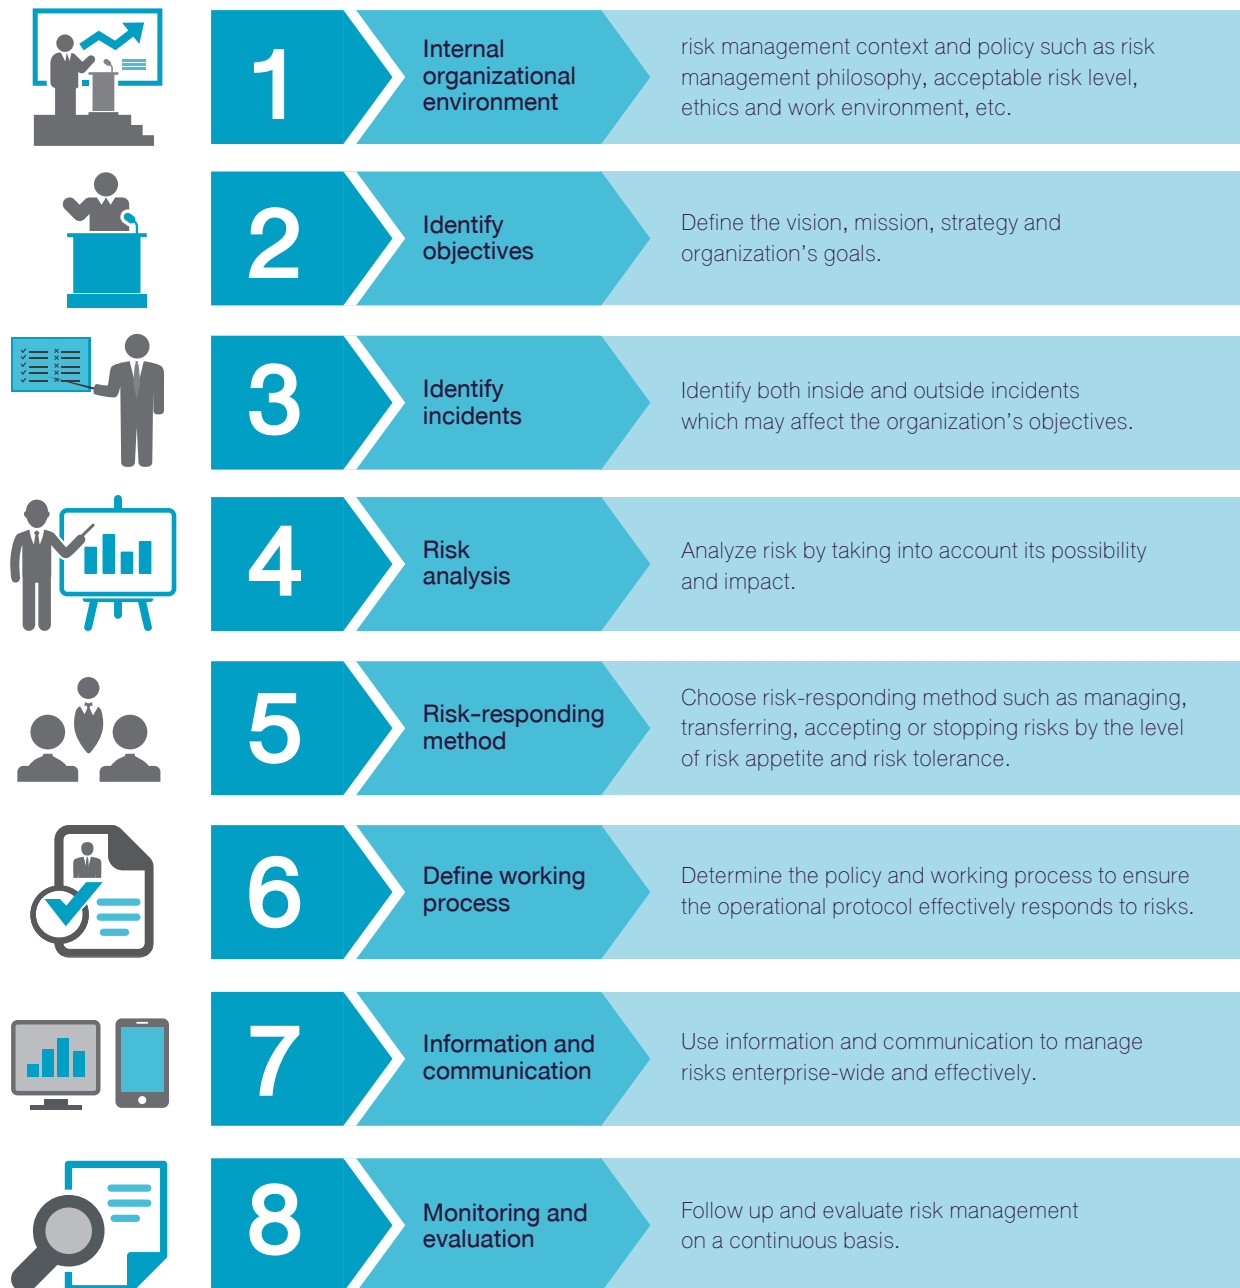 1
Internal
organizational
environment
risk management context and policy such as risk
management philosophy, acceptable risk level,
ethics and work environment, etc.
2
Identify
objectives
Define the vision, mission, strategy and
organization's goals.
3
Identify
incidents
Identify both inside and outside incidents
which may affect the organization's objectives.
4
Risk
analysis
Analyze risk by taking into account its possibility
and impact.
5
Risk-responding
method
Choose risk-responding method such as managing,
transferring, accepting or stopping risks by the level
of risk appetite and risk tolerance.
6
Define working
process
Determine the policy and working process to ensure
the operational protocol effectively responds to risks.
7
Information and
communication
Use information and communication to manage
risks enterprise-wide and effectively.
8
Monitoring and
evaluation
Follow up and evaluate risk management
on a continuous basis.